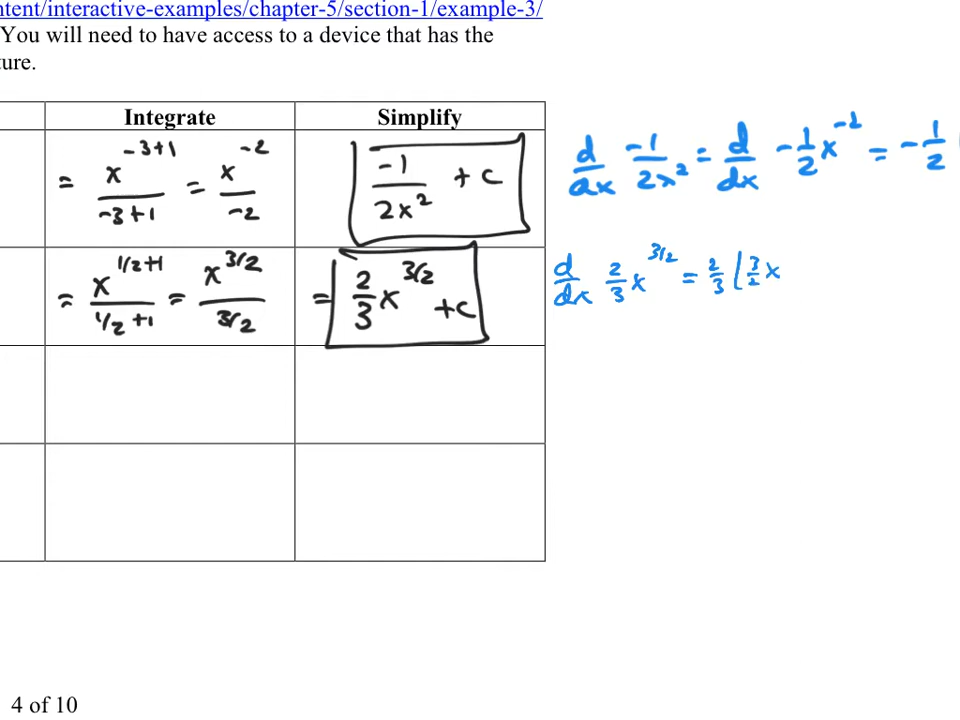 ntent/interactive-examples/chapter-5/section-1/example-3/
You will need to have access to a device that has the
ture.
Integrate Simplify
= x^(-3+1)/(-3+1) = x^(-2)/(-2) -1/(2x^2) + c d/dx -1/(2x^2) = d/dx -1/2 x^(-2) = -1/2
= x^(1/2+1)/(1/2+1) = x^(3/2)/(3/2) = 2/3 x^(3/2) + c d/dx 2/3 x^(3/2) = 2/3 (3/2 x
4 of 10